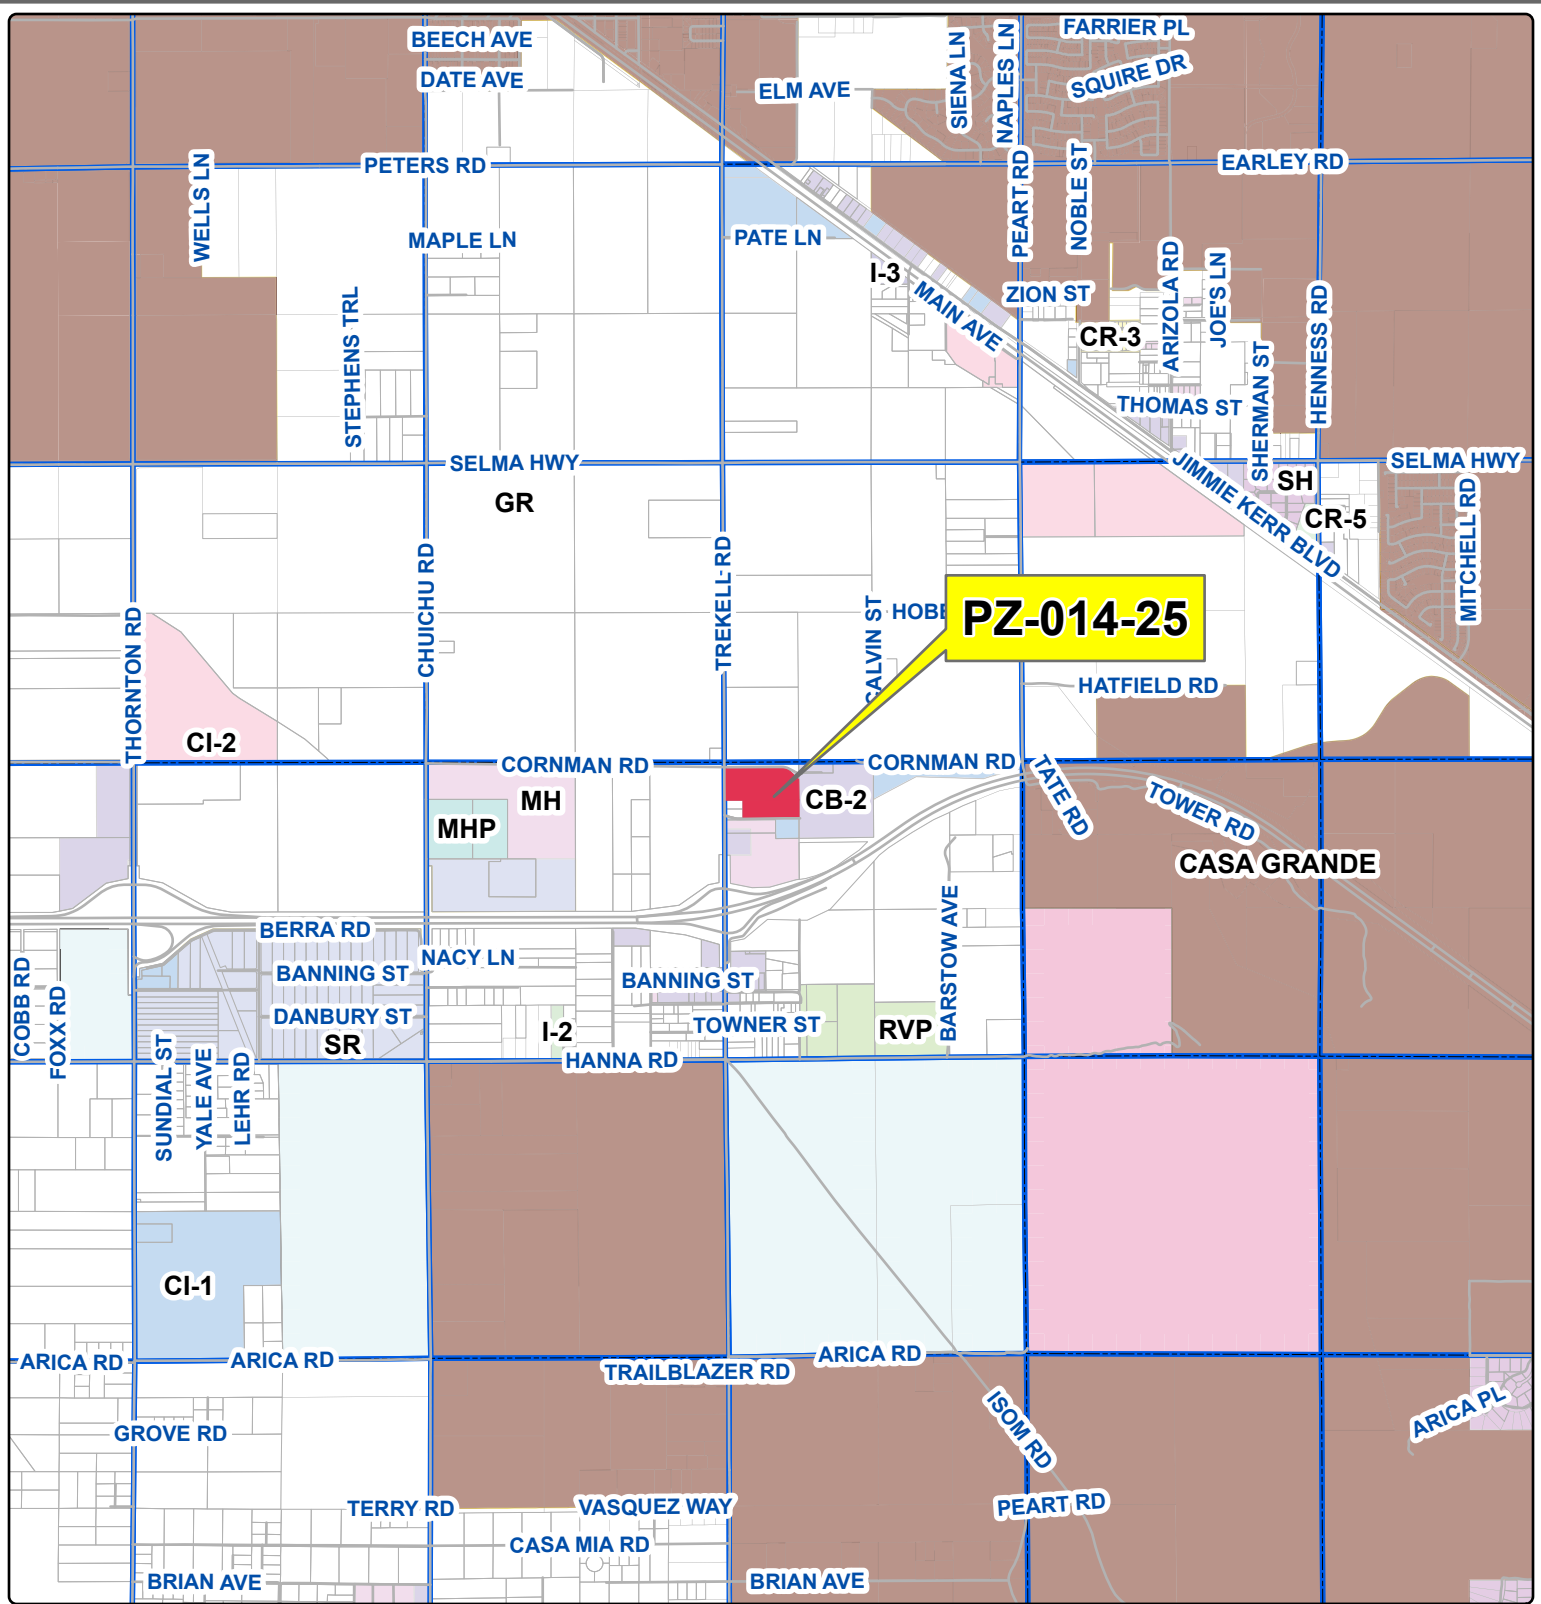 BEECH AVE
FARRIER PL
DATE AVE
ELM AVE
SIENA LN
NAPLES LN
SQUIRE DR
WELLS LN
PETERS RD
PEART RD
NOBLE ST
EARLEY RD
MAPLE LN
PATE LN
I-3
MAIN AVE
ZION ST
ARIZOLA RD
JOE'S LN
STEPHENS TRL
CR-3
HENNESS RD
SHERMAN ST
THOMAS ST
SELMA HWY
JIMMIE KERR BLVD
SELMA HWY
SH
GR
CR-5
MITCHELL RD
CHUICHU RD
TREKELL RD
THORNTON RD
CALVIN ST
HOBE
PZ-014-25
HATFIELD RD
CI-2
CORNMAN RD
CORNMAN RD
TATE RD
MH
CB-2
TOWER RD
MHP
CASA GRANDE
BERRA RD
BARSTOW AVE
NACY LN
COBB RD
FOXX RD
BANNING ST
BANNING ST
DANBURY ST
TOWNER ST
I-2
RVP
SR
HANNA RD
SUNDIAL ST
YALE AVE
LEHR RD
CI-1
ARICA RD
ARICA RD
ARICA RD
TRAILBLAZER RD
ISOM RD
ARICA PL
GROVE RD
TERRY RD
VASQUEZ WAY
PEART RD
CASA MIA RD
BRIAN AVE
BRIAN AVE